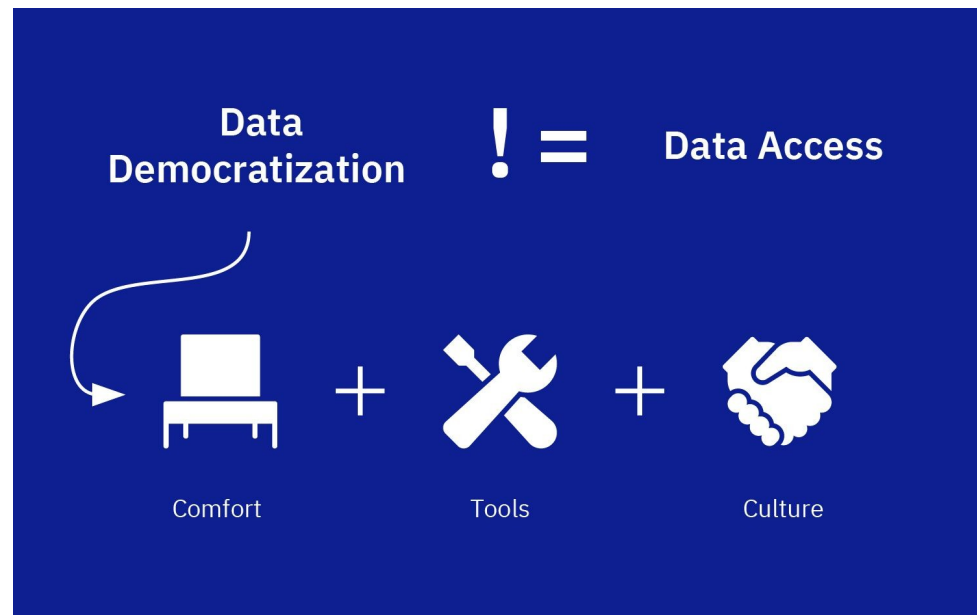 Data
Democratization
! =
Data Access
+
+
Comfort
Tools
Culture